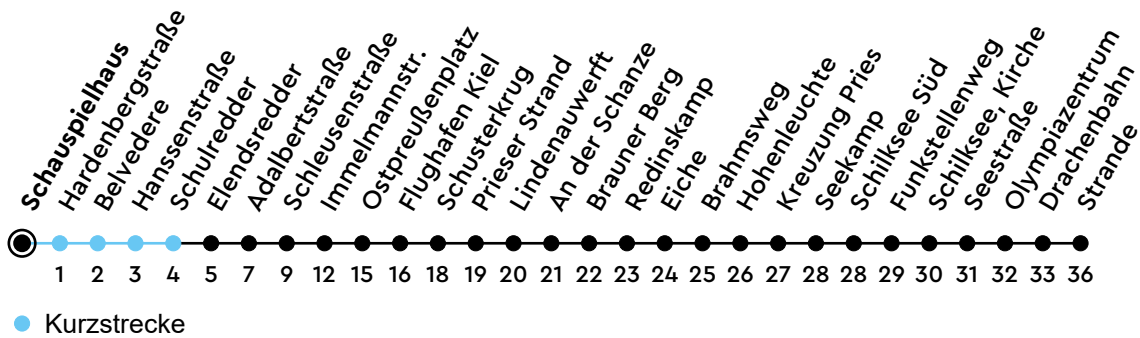 Schauspielhaus
Hardenbergstraße
Belvedere
Hanssenstraße
Schulredder
Elendsredder
Adalbertstraße
Schleusenstraße
Immelmannstr.
Ostpreußenplatz
Flughafen Kiel
Schusterkrug
Prieser Strand
Lindenauwerft
An der Schanze
Brauner Berg
Redinskamp
Eiche
Brahmsweg
Hohenleuchte
Kreuzung Pries
Seekamp
Schilksee Süd
Funkstellenweg
Schilksee, Kirche
Seestraße
Olympiazentrum
Drachenbahn
Strande
1 2 3 4 5 7 9 12 15 16 18 19 20 21 22 23 24 25 26 27 28 28 29 30 31 32 33 36
Kurzstrecke